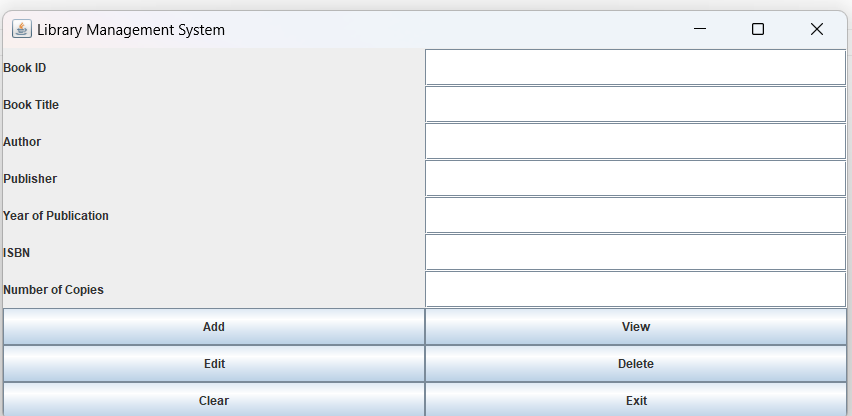 Library Management System
Book ID
Book Title
Author
Publisher
Year of Publication
ISBN
Number of Copies
Add View
Edit Delete
Clear Exit